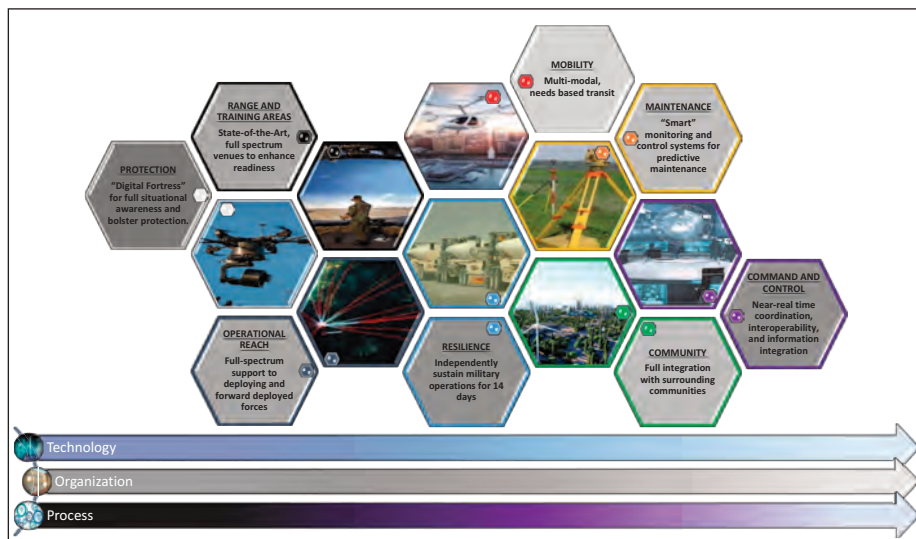 MOBILITY
Multi-modal,
needs based transit
RANGE AND
TRAINING AREAS
State-of-the-Art,
full spectrum
venues to enhance
readiness
MAINTENANCE
“Smart”
monitoring and
control systems for
predictive
maintenance
PROTECTION
“Digital Fortress”
for full situational
awareness and
bolster protection.
COMMAND AND
CONTROL
Near-real time
coordination,
interoperability,
and information
integration
OPERATIONAL
REACH
Full-spectrum
support to
deploying and
forward deployed
forces
RESILIENCE
Independently
sustain military
operations for 14
days
COMMUNITY
Full integration
with surrounding
communities
Technology
Organization
Process